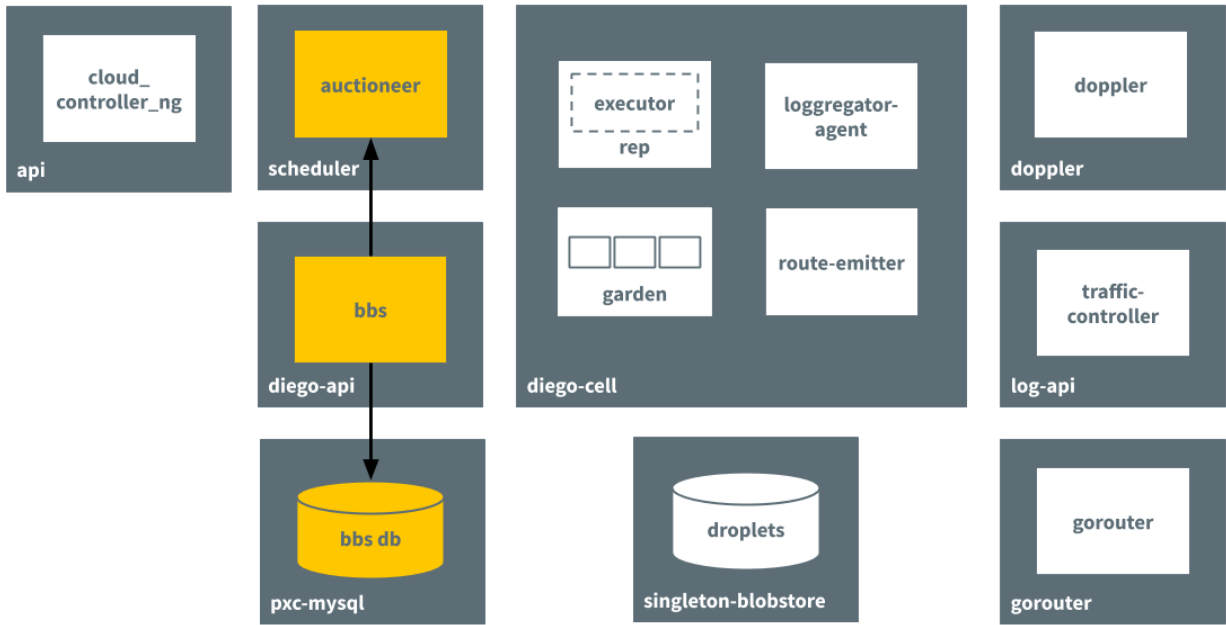 cloud_
controller_ng
api
auctioneer
scheduler
executor
rep
loggregator-
agent
garden
route-emitter
diego-cell
doppler
doppler
bbs
diego-api
traffic-
controller
log-api
bbs db
pxc-mysql
droplets
singleton-blobstore
gorouter
gorouter